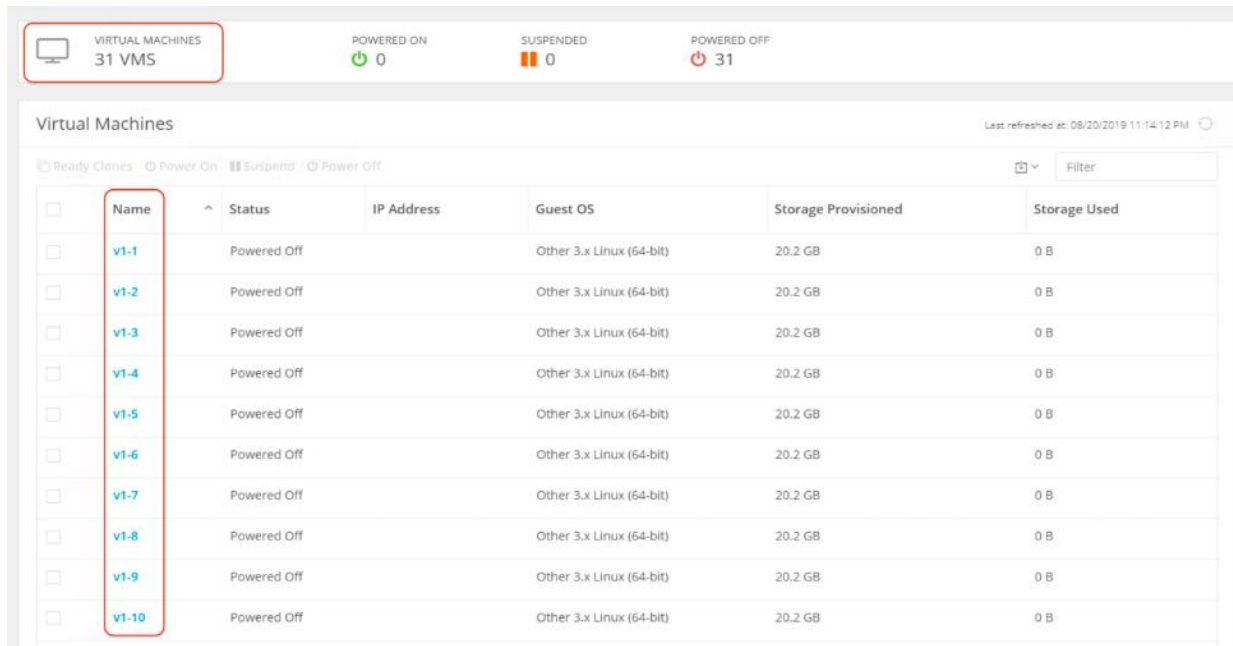 VIRTUAL MACHINES POWERED ON SUSPENDED POWERED OFF
31 VMS 0 0 31
Virtual Machines Last refreshed at: 08/20/2019 11:14:12 PM
Ready Clones Power On Suspend Power Off Filter
Name Status IP Address Guest OS Storage Provisioned Storage Used
v1-1 Powered Off Other 3.x Linux (64-bit) 20.2 GB 0 B
v1-2 Powered Off Other 3.x Linux (64-bit) 20.2 GB 0 B
v1-3 Powered Off Other 3.x Linux (64-bit) 20.2 GB 0 B
v1-4 Powered Off Other 3.x Linux (64-bit) 20.2 GB 0 B
v1-5 Powered Off Other 3.x Linux (64-bit) 20.2 GB 0 B
v1-6 Powered Off Other 3.x Linux (64-bit) 20.2 GB 0 B
v1-7 Powered Off Other 3.x Linux (64-bit) 20.2 GB 0 B
v1-8 Powered Off Other 3.x Linux (64-bit) 20.2 GB 0 B
v1-9 Powered Off Other 3.x Linux (64-bit) 20.2 GB 0 B
v1-10 Powered Off Other 3.x Linux (64-bit) 20.2 GB 0 B